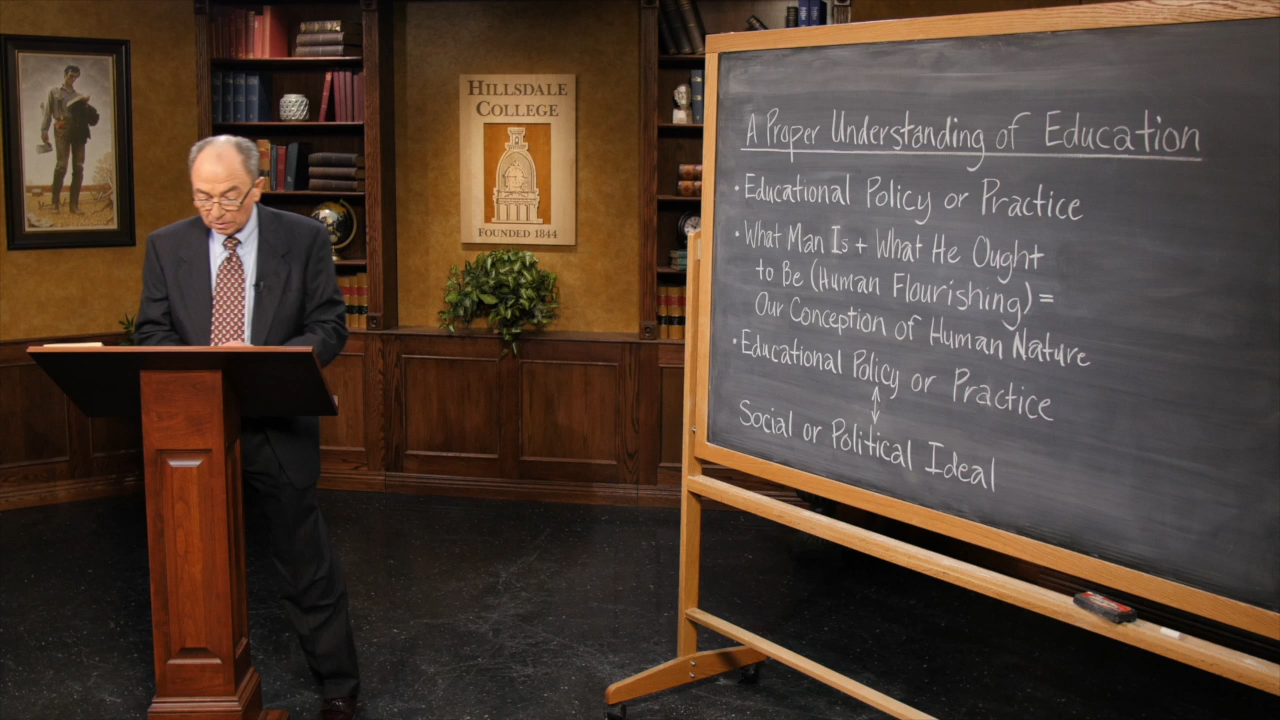 HILLSDALE
COLLEGE
FOUNDED 1844
A Proper Understanding of Education
• Educational Policy or Practice
• What Man Is + What He Ought
to Be (Human Flourishing) =
Our Conception of Human Nature
• Educational Policy or Practice
Social or Political Ideal